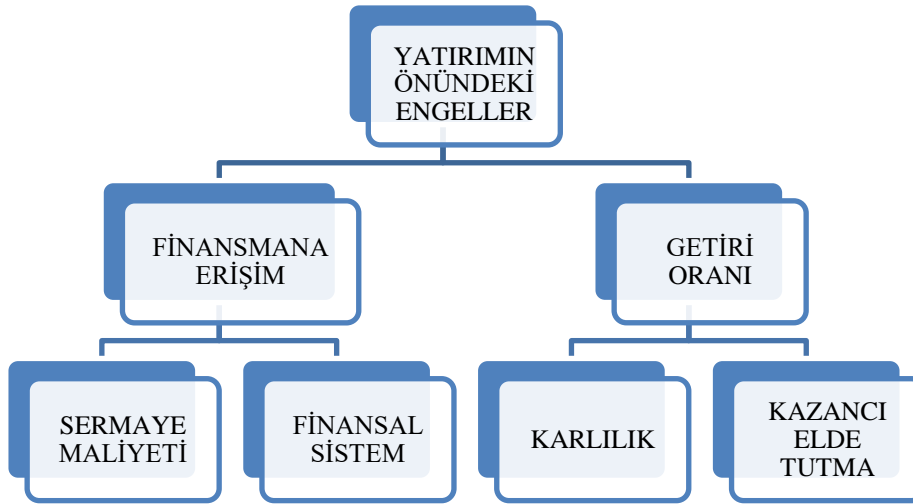 YATIRIMIN
ÖNÜNDEKİ
ENGELLER
FİNANSMANA
ERİŞİM
GETİRİ
ORANI
SERMAYE
MALİYETİ
FİNANSAL
SİSTEM
KARLILIK
KAZANCI
ELDE
TUTMA